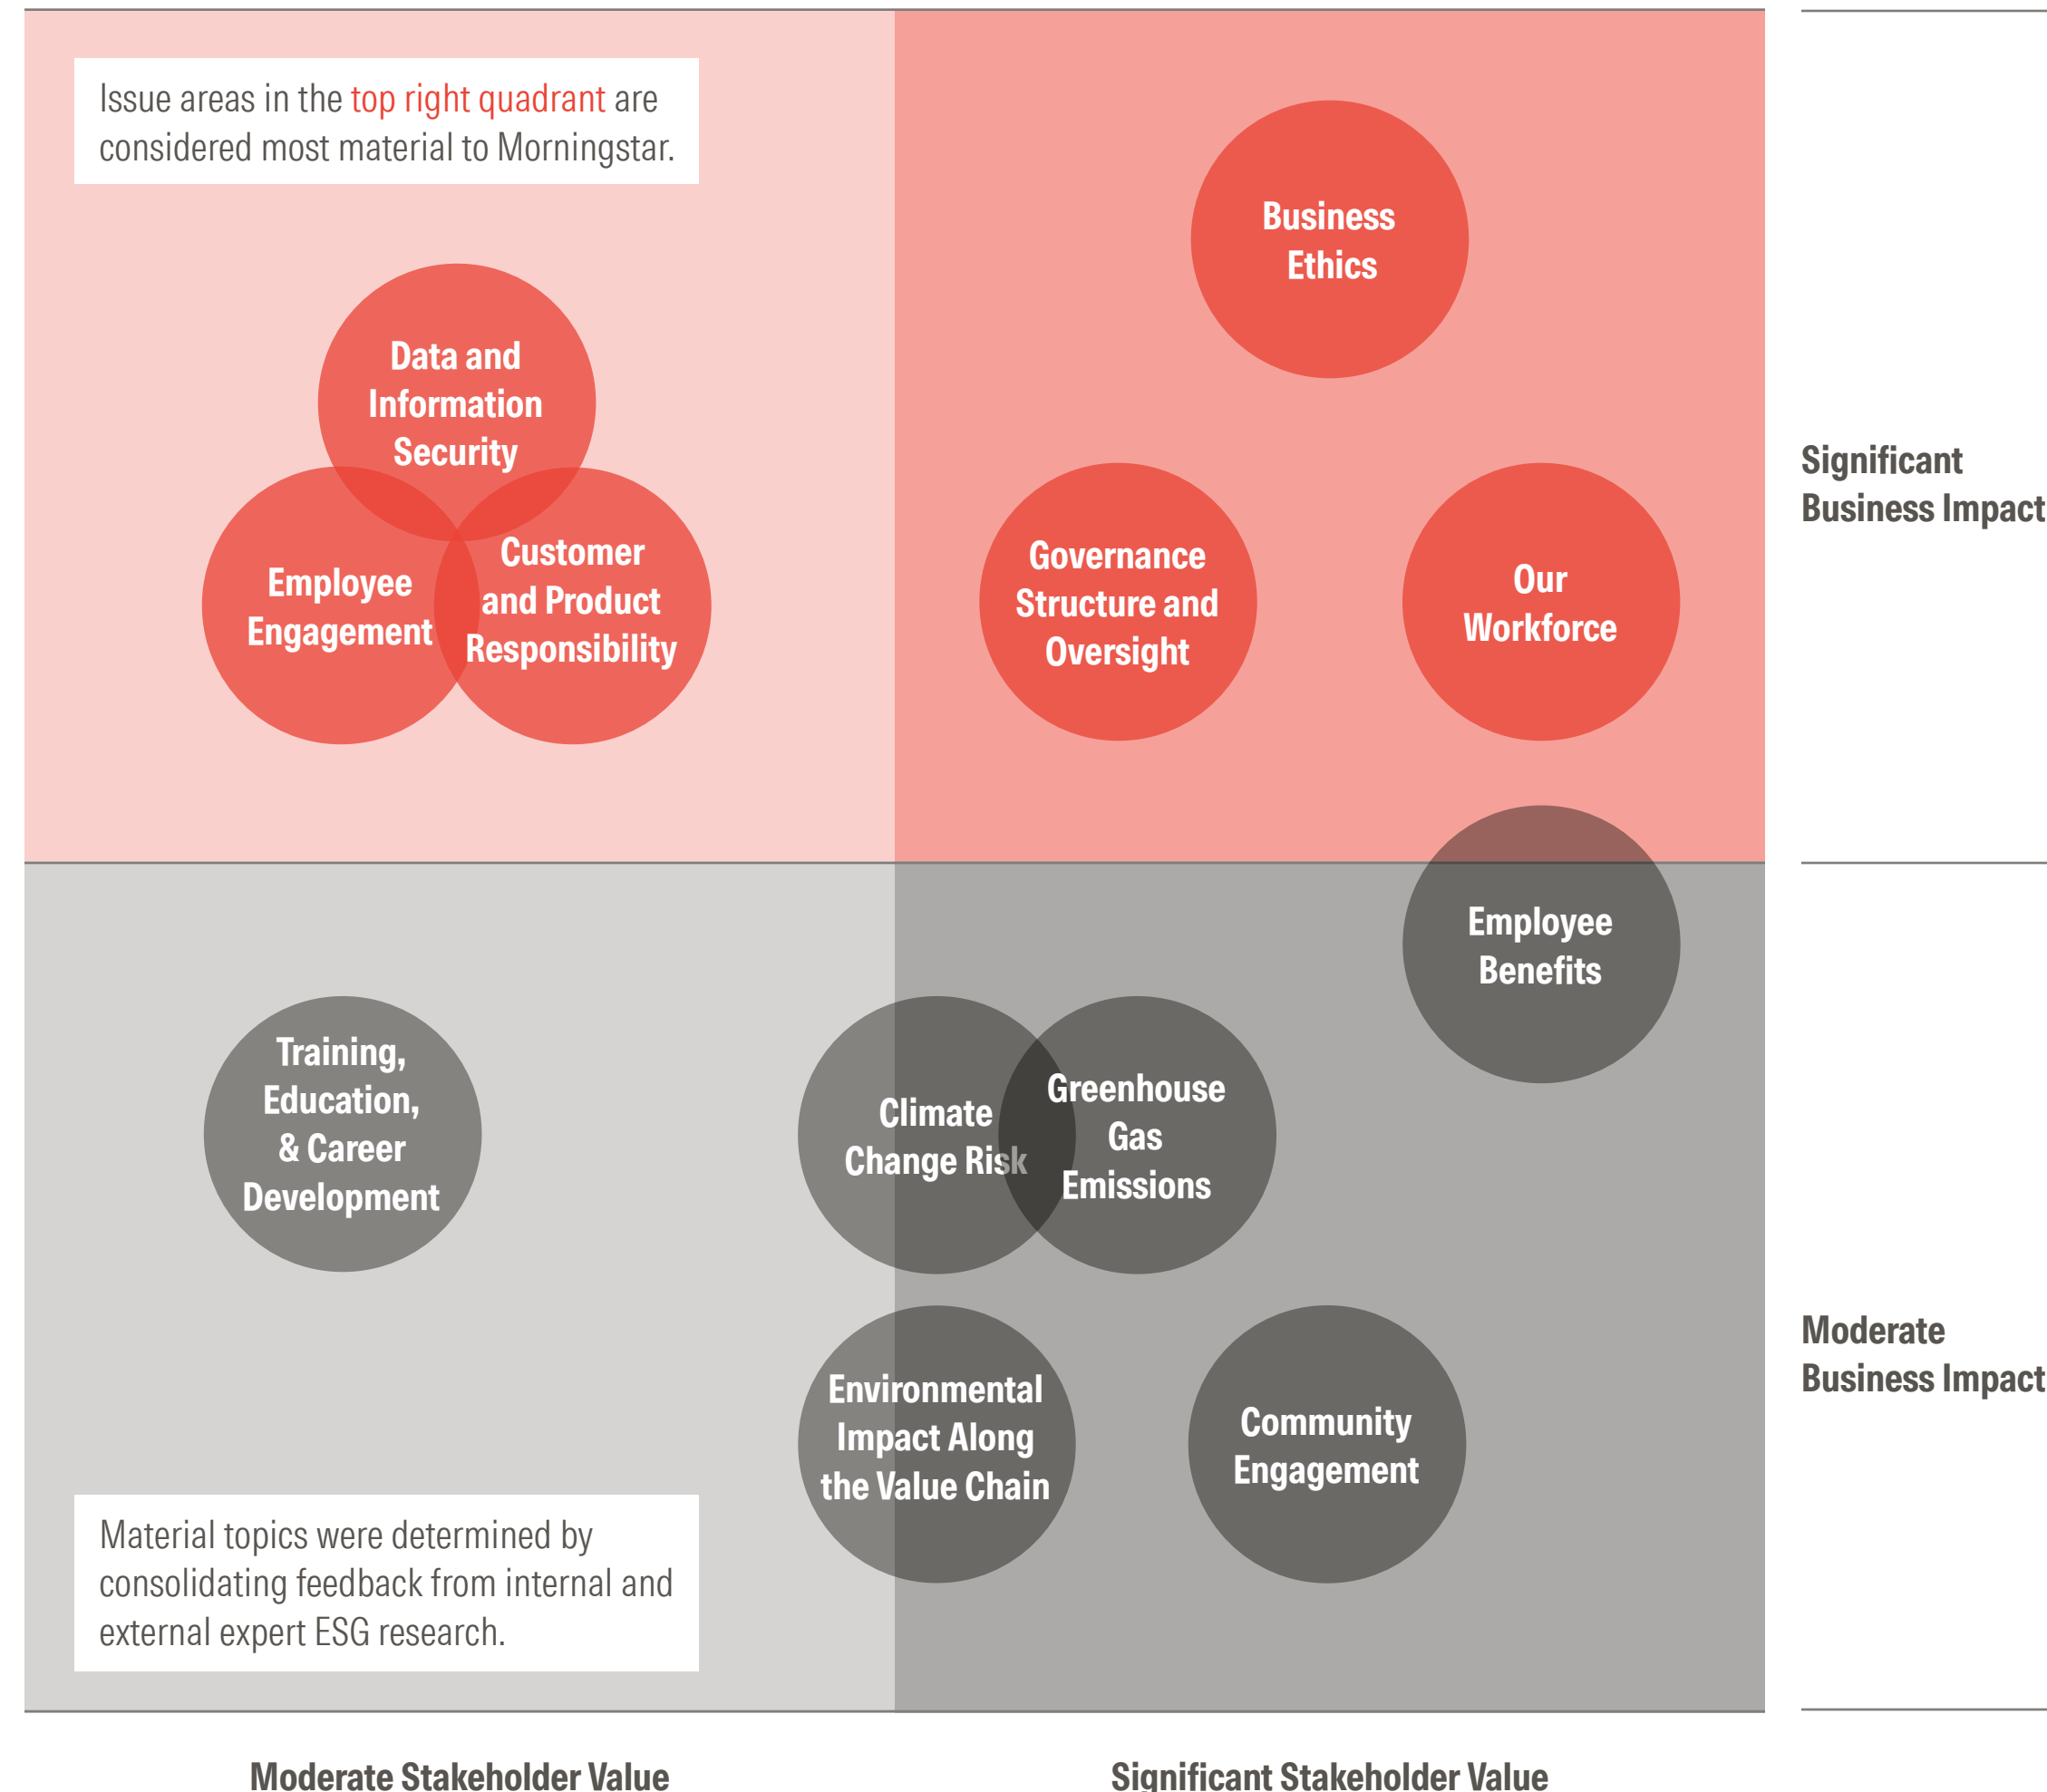 Issue areas in the top right quadrant are
considered most material to Morningstar.
Business
Ethics
Data and
Information
Security
Employee
Engagement
Customer
and Product
Responsibility
Governance
Structure and
Oversight
Our
Workforce
Significant
Business Impact
Employee
Benefits
Training,
Education,
& Career
Development
Climate
Change Risk
Greenhouse
Gas
Emissions
Environmental
Impact Along
the Value Chain
Community
Engagement
Moderate
Business Impact
Material topics were determined by
consolidating feedback from internal and
external expert ESG research.
Moderate Stakeholder Value
Significant Stakeholder Value